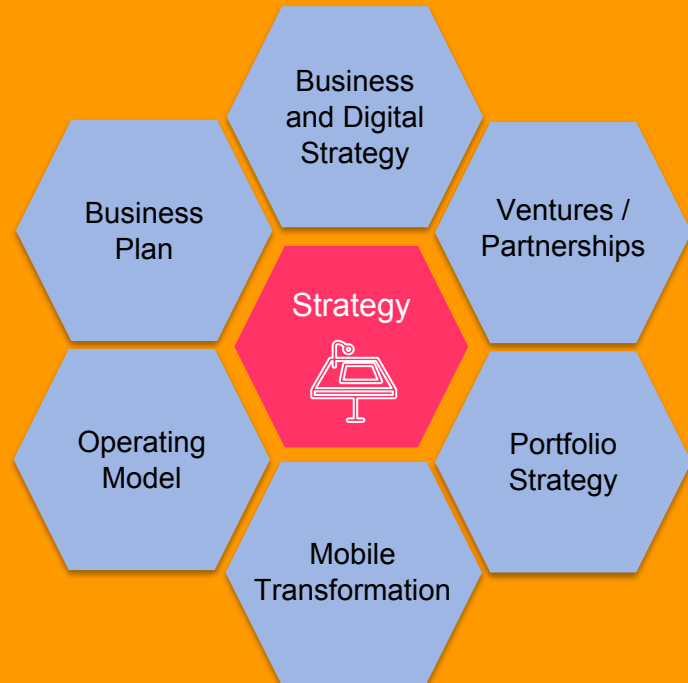 Business
and Digital
Strategy
Business
Plan
Ventures /
Partnerships
Strategy
Operating
Model
Portfolio
Strategy
Mobile
Transformation